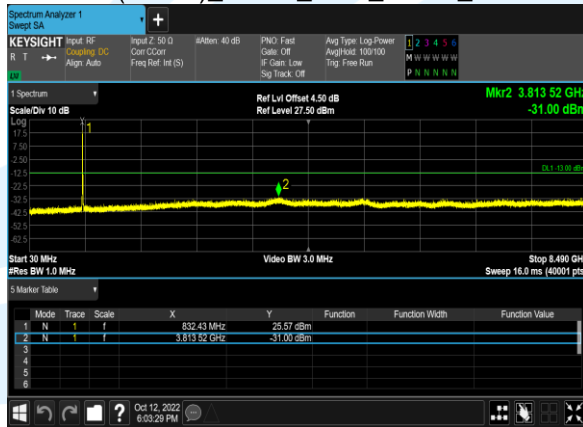 Spectrum Analyzer 1
Swept SA
KEYSIGHT Input: RF
R T Coupling: DC
Align: Auto
Input Z: 50 Ω
Corr CCorr
Freq Ref: Int (S)
#Atten: 40 dB
PNO: Fast
Gate: Off
IF Gain: Low
Sig Track: Off
Avg Type: Log-Power
Avg|Hold: 100/100
Trig: Free Run
1 2 3 4 5 6
M W W W W W
P N N N N N
1 Spectrum
Scale/Div 10 dB
Ref Lvl Offset 4.50 dB
Ref Level 27.50 dBm
Mkr2 3.813 52 GHz
-31.00 dBm
Log
17.5
7.50
-2.50
-12.5
-22.5
-32.5
-42.5
-52.5
-62.5
1
2
DL1 -13.00 dBm
Start 30 MHz
#Res BW 1.0 MHz
Video BW 3.0 MHz
Stop 8.490 GH
Sweep 16.0 ms (40001 pts
5 Marker Table
Mode Trace Scale X Y Function Function Width Function Value
1 N 1 f 832.43 MHz 25.57 dBm
2 N 1 f 3.813 52 GHz -31.00 dBm
3
4
5
6
Oct 12, 2022
6:03:29 PM